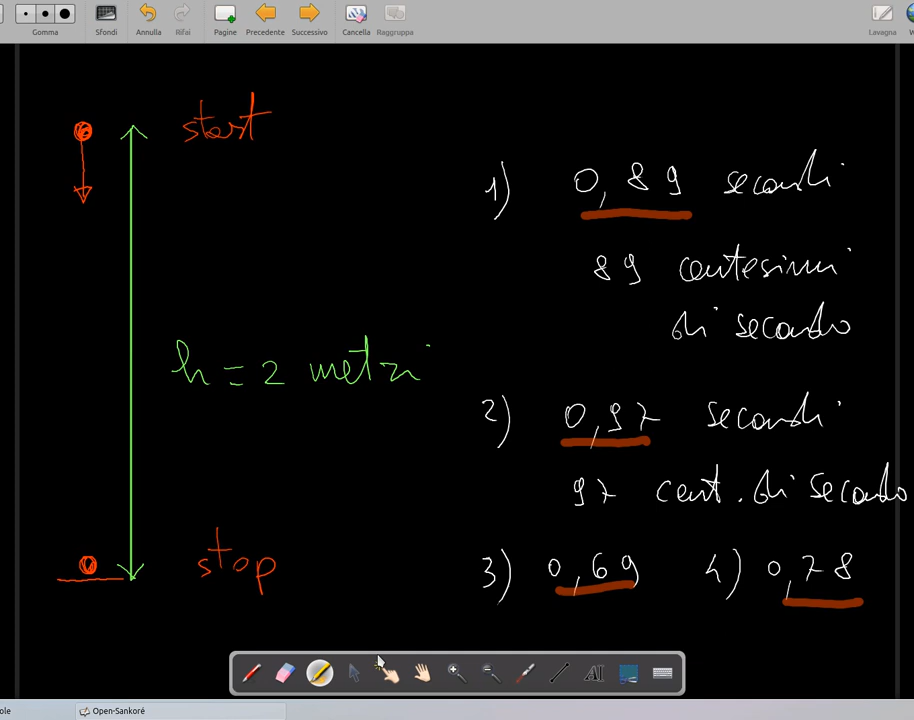 Gomma
Sfondi
Annulla
Rifai
Pagine
Precedente
Successivo
Cancella
Raggruppa
Lavagna
start
h = 2 metri
stop
1) 0,89 secondi
89 centesimi
di secondo
2) 0,97 secondi
97 cent. di secondo
3) 0,69 4) 0,78
AI
ole
Open-Sankoré